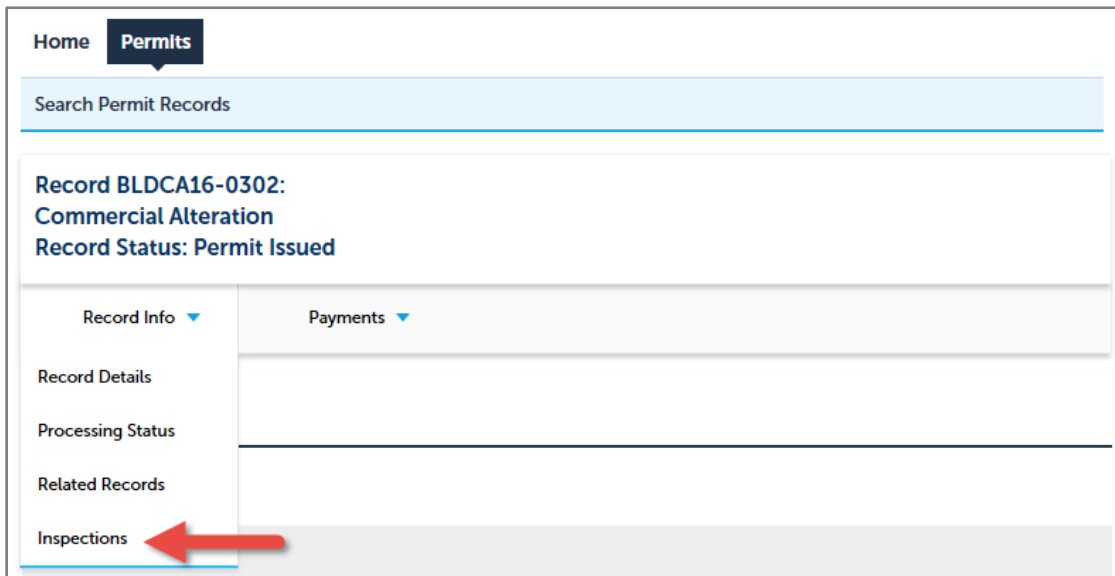 Home Permits
Search Permit Records
Record BLDCA16-0302:
Commercial Alteration
Record Status: Permit Issued
Record Info Payments
Record Details
Processing Status
Related Records
Inspections